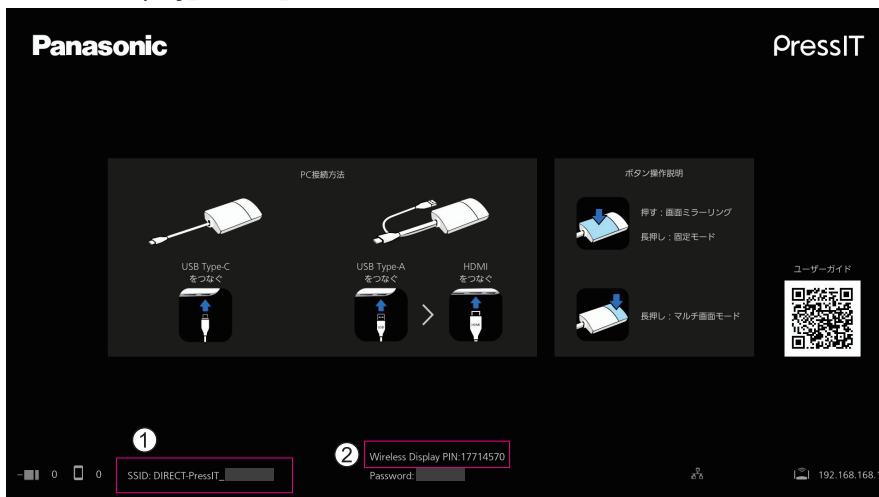 Panasonic
PressIT
PC接続方法
USB Type-C
をつなぐ
USB Type-A
をつなぐ
HDMI
をつなぐ
ボタン操作説明
押す：画面ミラーリング
長押し：固定モード
長押し：マルチ画面モード
ユーザーガイド
①
②
0
0
SSID: DIRECT-PressIT_
Wireless Display PIN:17714570
Password:
192.168.168.